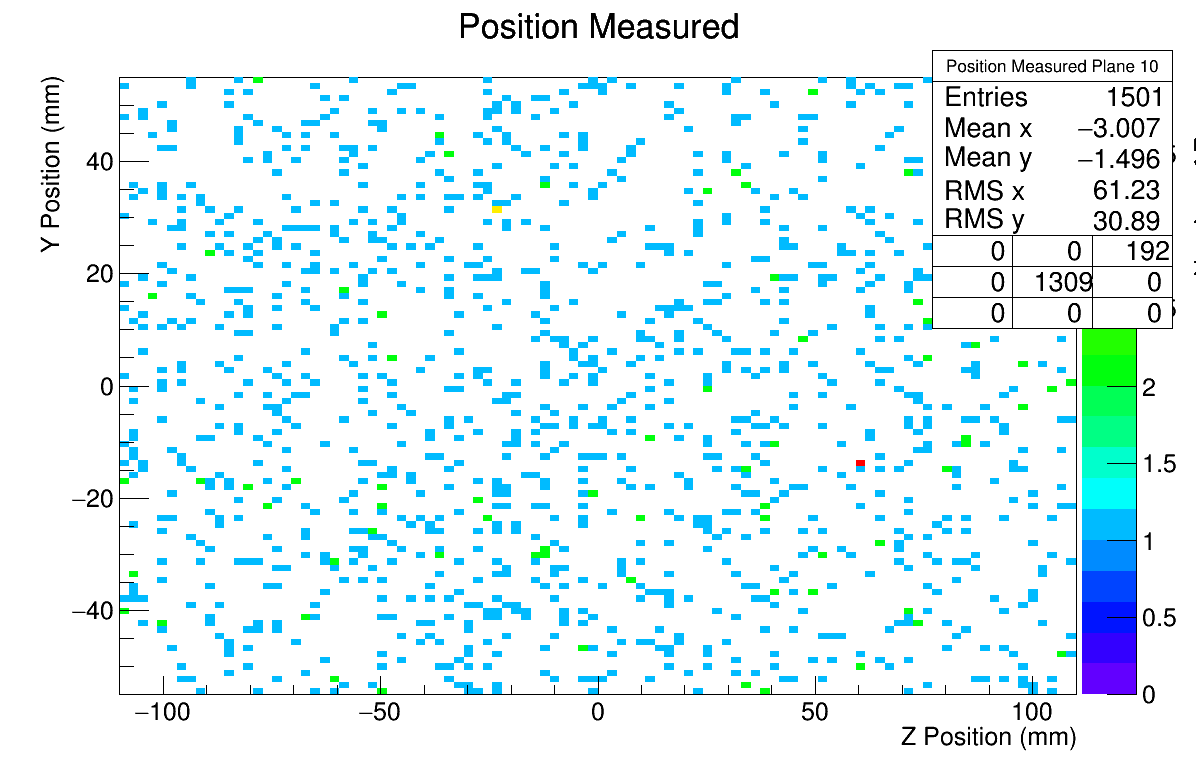 Position Measured
Position Measured Plane 10
Entries 1501
Mean x −3.007
Mean y −1.496
RMS x 61.23
RMS y 30.89
0 0 192
0 1309 0
0 0 0
Y Position (mm)
40
20
0
−20
−40
2
1.5
1
0.5
0
−100 −50 0 50 100
Z Position (mm)